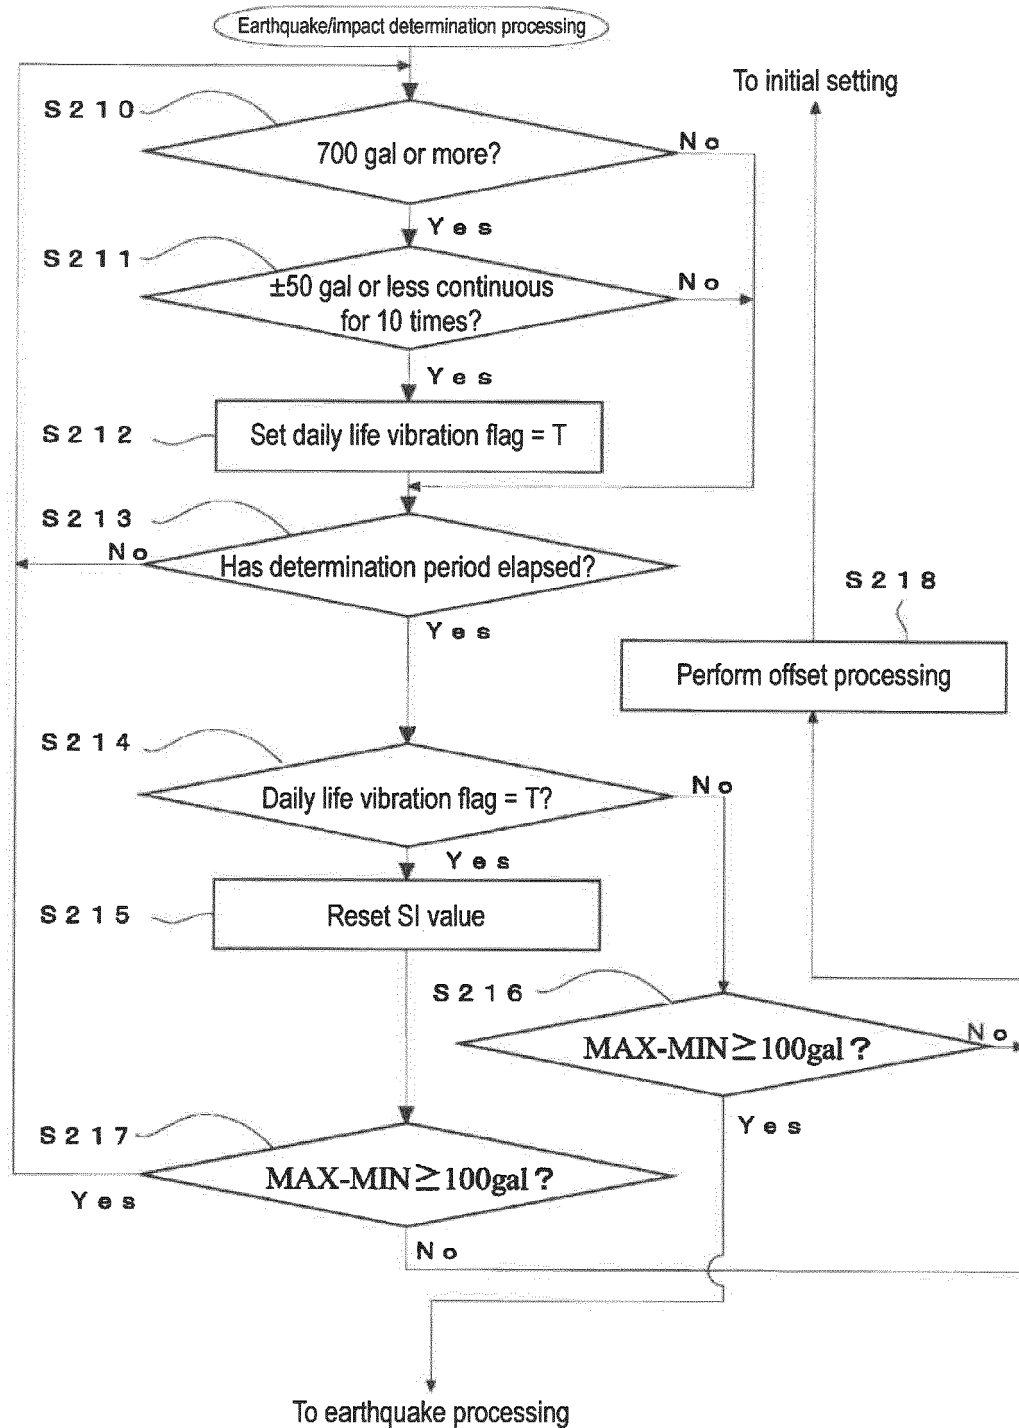 Earthquake/impact determination processing
To initial setting
S210
700 gal or more?
No
Yes
S211
±50 gal or less continuous
for 10 times?
No
Yes
S212
Set daily life vibration flag = T
S213
No
Has determination period elapsed?
Yes
S218
Perform offset processing
S214
Daily life vibration flag = T?
No
Yes
S215
Reset SI value
S216
MAX-MIN≧100gal?
No
Yes
S217
MAX-MIN≧100gal?
Yes
No
To earthquake processing